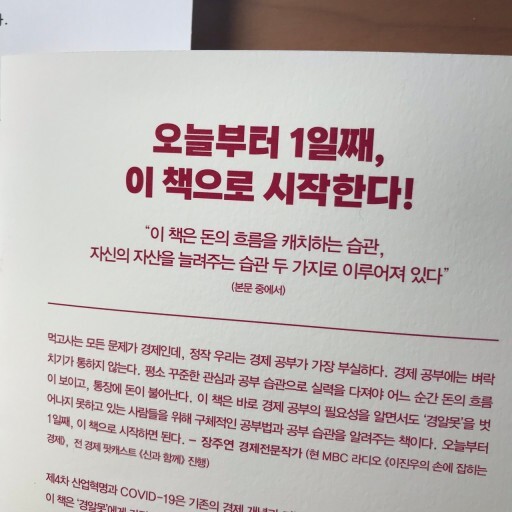 다.
오늘부터 1일째,
이 책으로 시작한다!
“이 책은 돈의 흐름을 캐치하는 습관,
자신의 자산을 늘려주는 습관 두 가지로 이루어져 있다”
(본문 중에서)
먹고사는 모든 문제가 경제인데, 정작 우리는 경제 공부가 가장 부실하다. 경제 공부에는 벼락
치기가 통하지 않는다. 평소 꾸준한 관심과 공부 습관으로 실력을 다져야 어느 순간 돈의 흐름
이 보이고, 통장에 돈이 불어난다. 이 책은 바로 경제 공부의 필요성을 알면서도 ‘경알못’을 벗
어나지 못하고 있는 사람들을 위해 구체적인 공부법과 공부 습관을 알려주는 책이다. 오늘부터
1일째, 이 책으로 시작하면 된다. – 장주연 경제전문작가 (현 MBC 라디오 《이진우의 손에 잡히는
경제》, 전 경제 팟캐스트 《신과 함께》 진행)
제4차 산업혁명과 COVID-19은 기존의 경제
이 책은 ‘경알못’에게